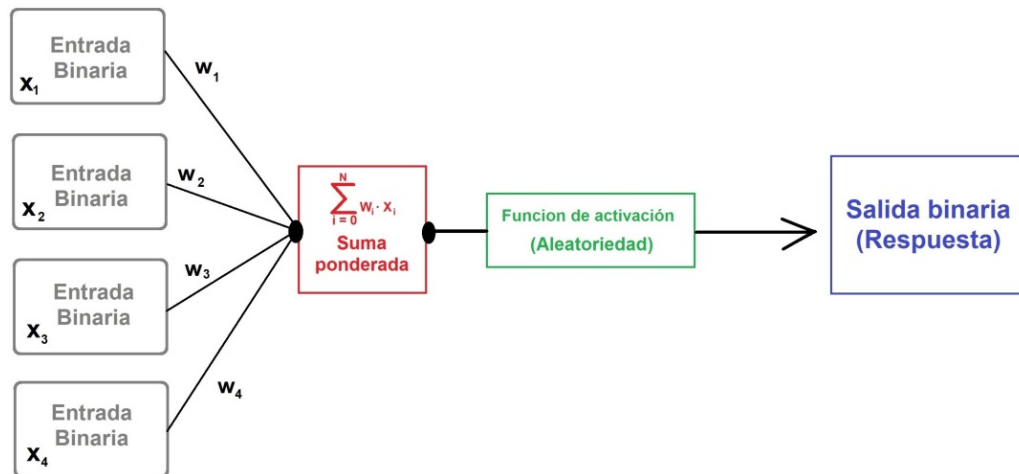 Entrada
Binaria
x₁
w₁
Entrada
Binaria
x₂
w₂
Entrada
Binaria
x₃
w₃
Entrada
Binaria
x₄
w₄
N
∑ wᵢ · xᵢ
i = 0
Suma
ponderada
Funcion de activación
(Aleatoriedad)
Salida binaria
(Respuesta)